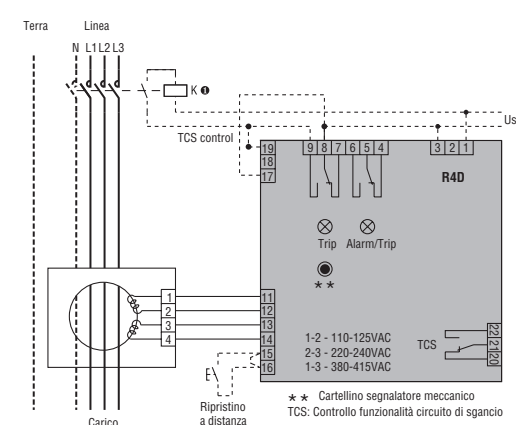 Terra Linea
N L1 L2 L3
K ❶
Us
TCS control
19 9 8 7 6 5 4 3 2 1
18
17
R4D
Trip Alarm/Trip
**
1 11
2 12
3 13
4 14
15
16
1-2 - 110-125VAC
2-3 - 220-240VAC
1-3 - 380-415VAC
TCS
22
21
20
E
Ripristino
a distanza
Carico
** Cartellino segnalatore meccanico
TCS: Controllo funzionalità circuito di sgancio